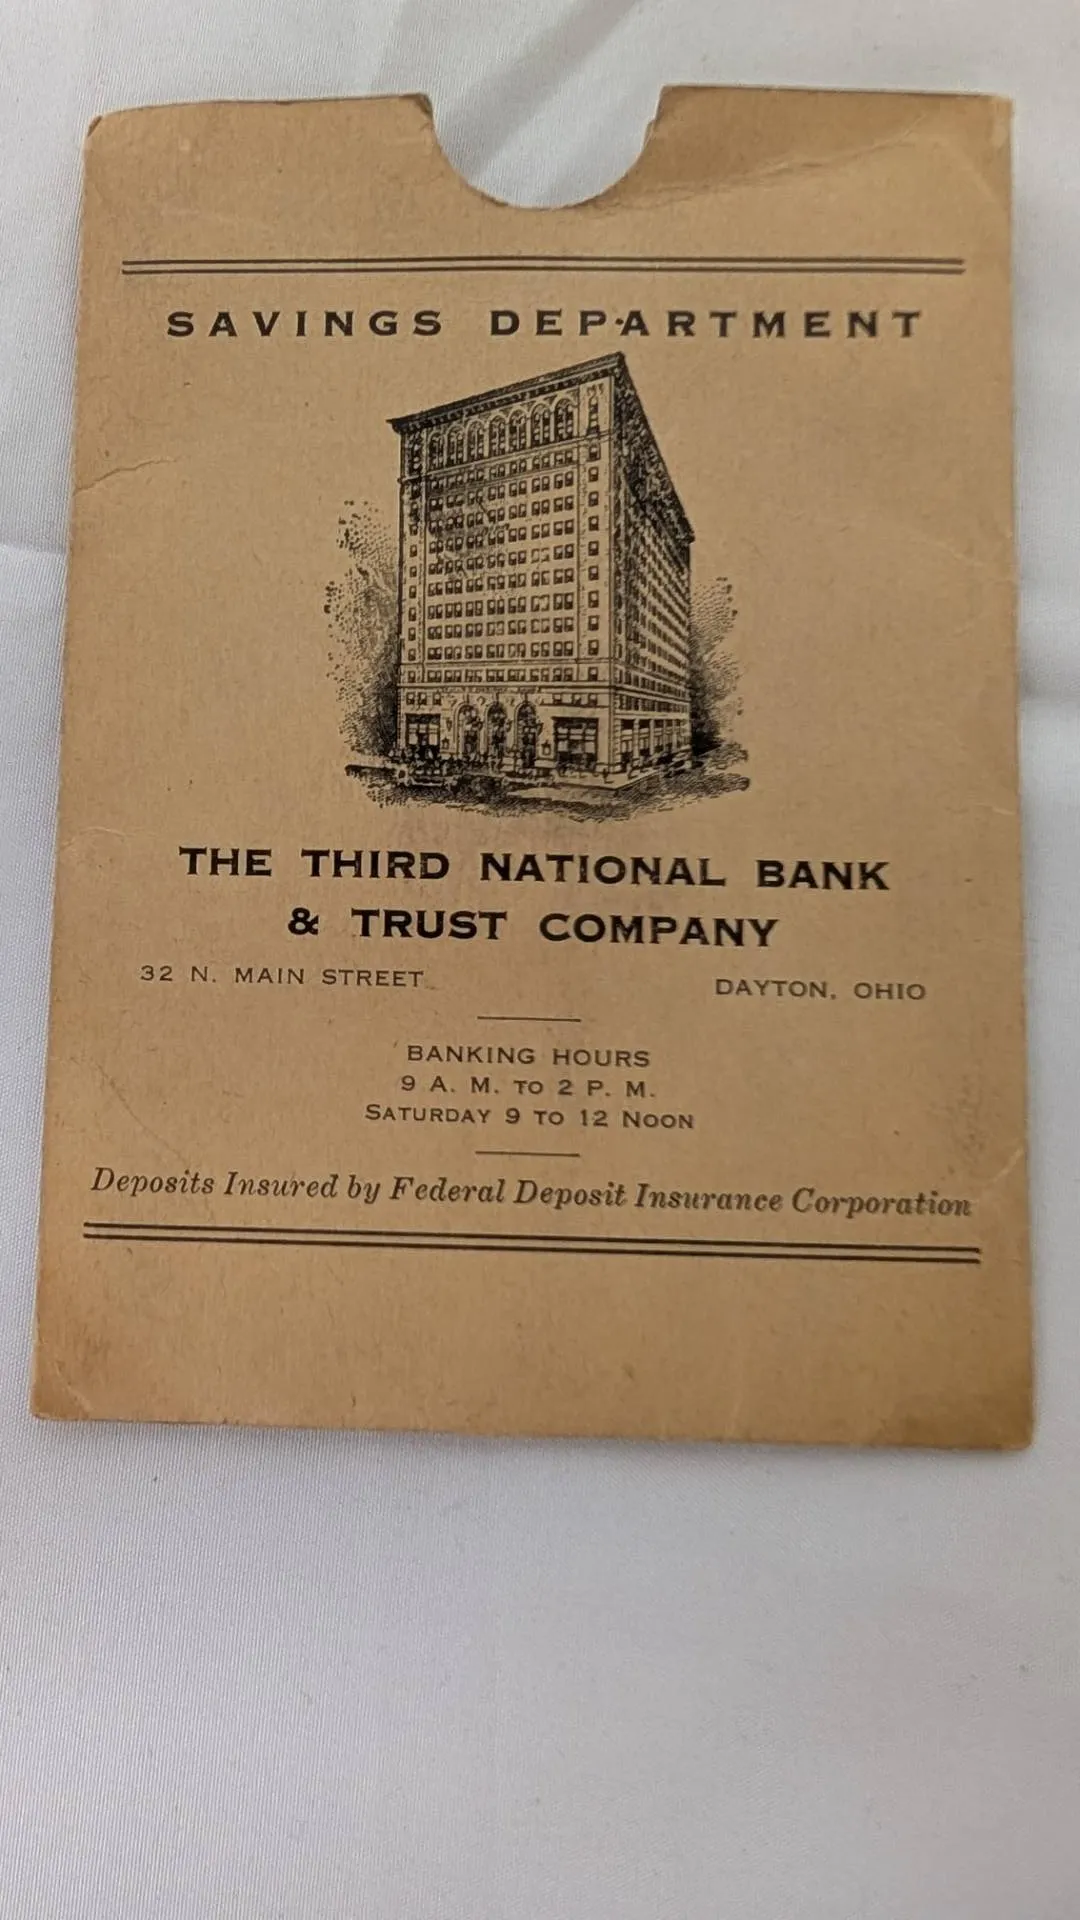 SAVINGS DEPARTMENT
THE THIRD NATIONAL BANK
& TRUST COMPANY
32 N. MAIN STREET DAYTON, OHIO
BANKING HOURS
9 A. M. TO 2 P. M.
SATURDAY 9 TO 12 NOON
Deposits Insured by Federal Deposit Insurance Corporation